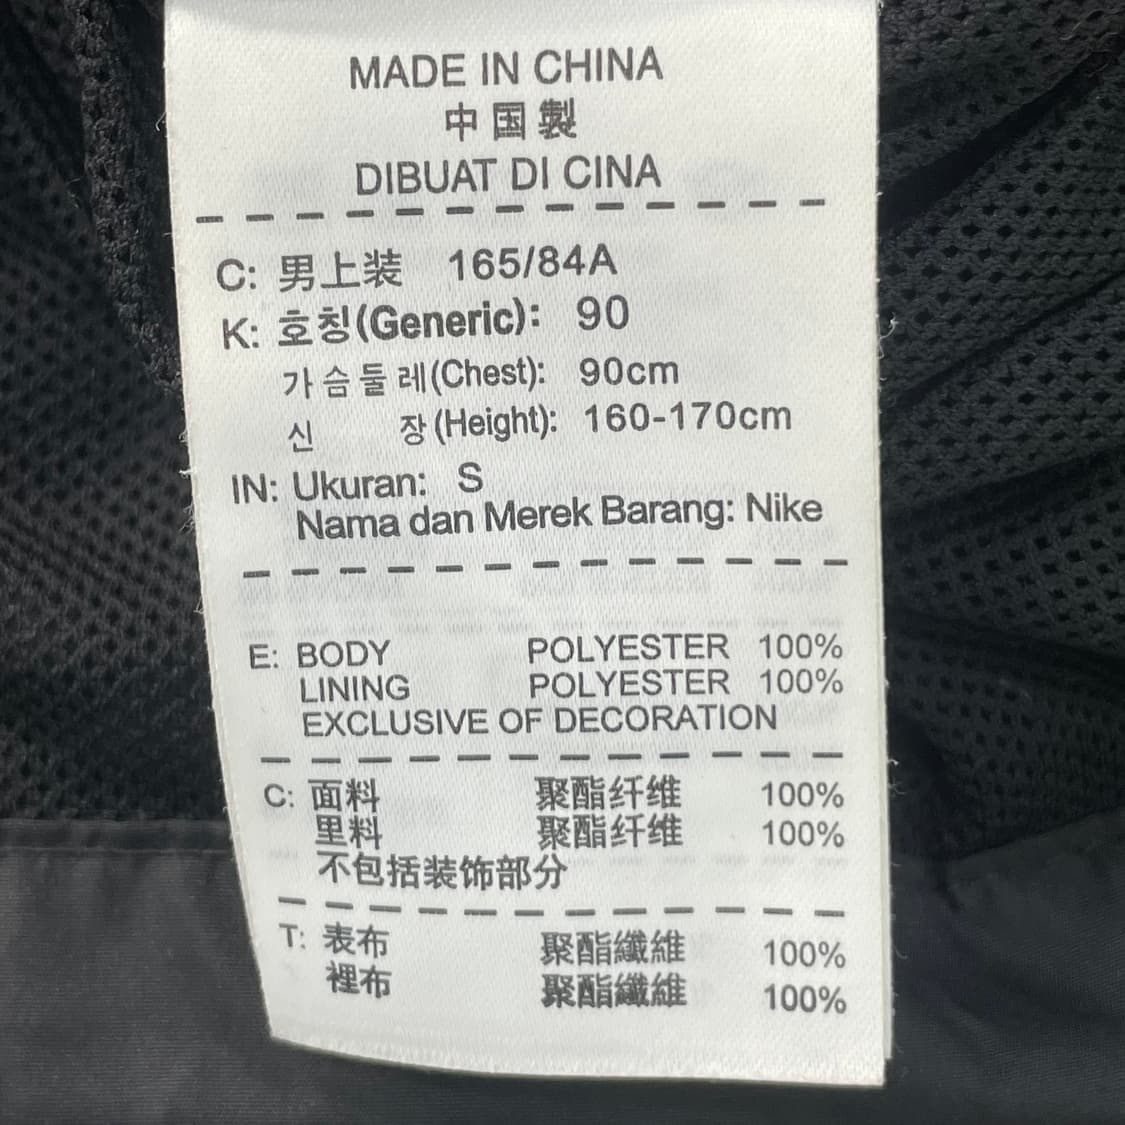 MADE IN CHINA
中国製
DIBUAT DI CINA
C: 男上装 165/84A
K: 호칭(Generic): 90
가슴둘레(Chest): 90cm
신 장(Height): 160-170cm
IN: Ukuran: S
Nama dan Merek Barang: Nike
E: BODY POLYESTER 100%
LINING POLYESTER 100%
EXCLUSIVE OF DECORATION
C: 面料 聚酯纤维 100%
里料 聚酯纤维 100%
不包括装饰部分
T: 表布 聚酯纖維 100%
裡布 聚酯纖維 100%